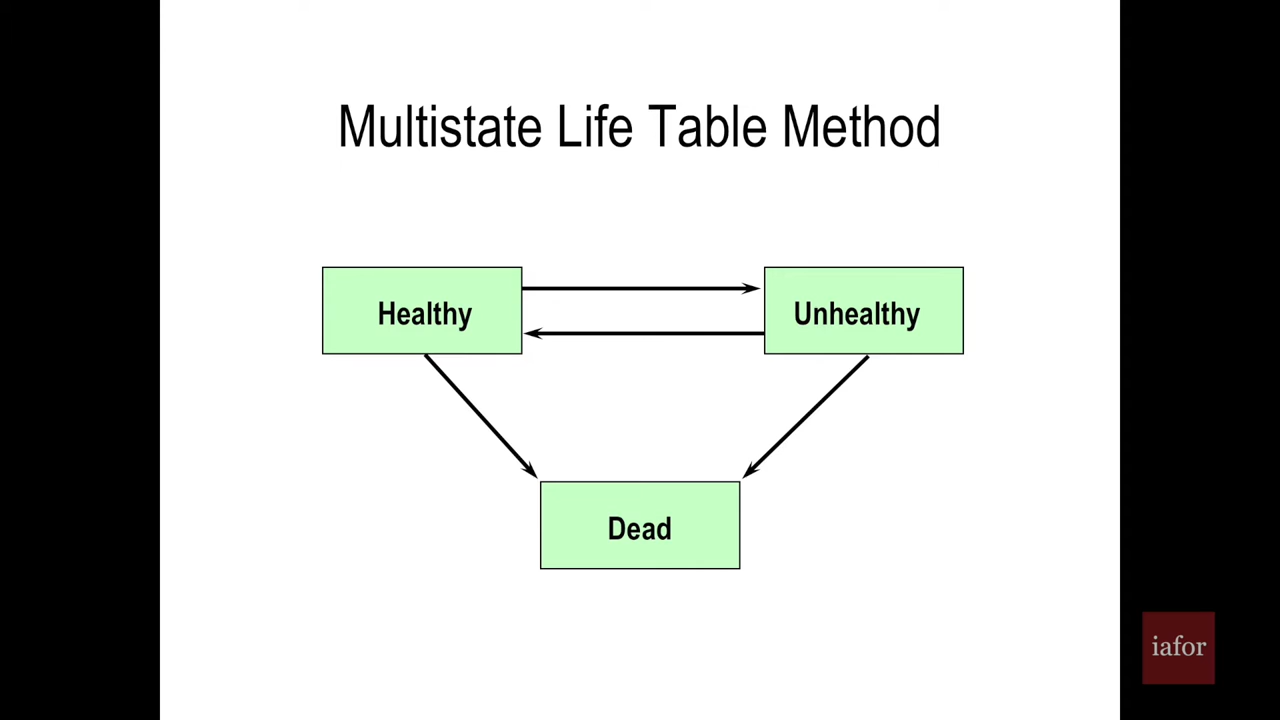 Multistate Life Table Method
Healthy
Unhealthy
Dead
iafor